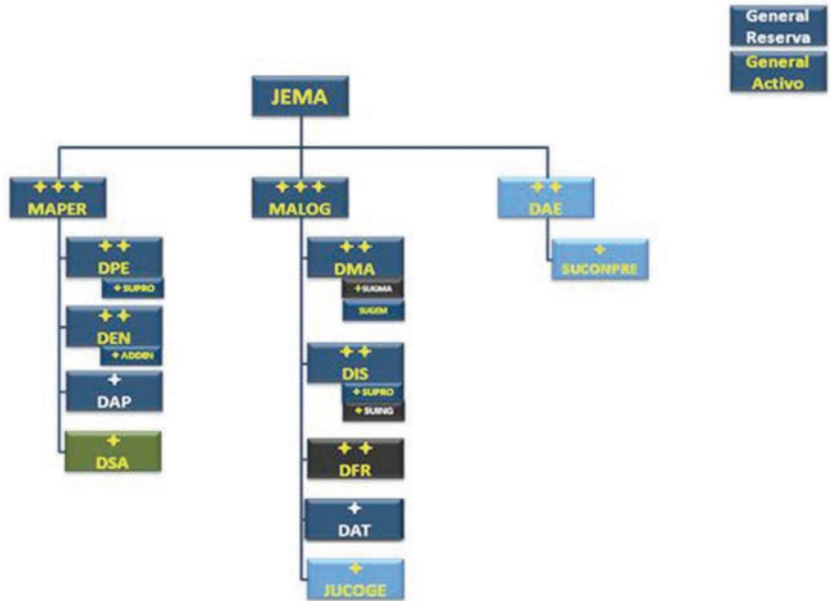 General
Reserva
General
Activo
JEMA
MAPER
MALOG
DAE
DPE
SUPRO
DEN
ADDEN
DAP
DSA
DMA
SUGMA
SUGEM
DIS
SUPRO
SUING
DFR
DAT
JUCOGE
SUCONPRE